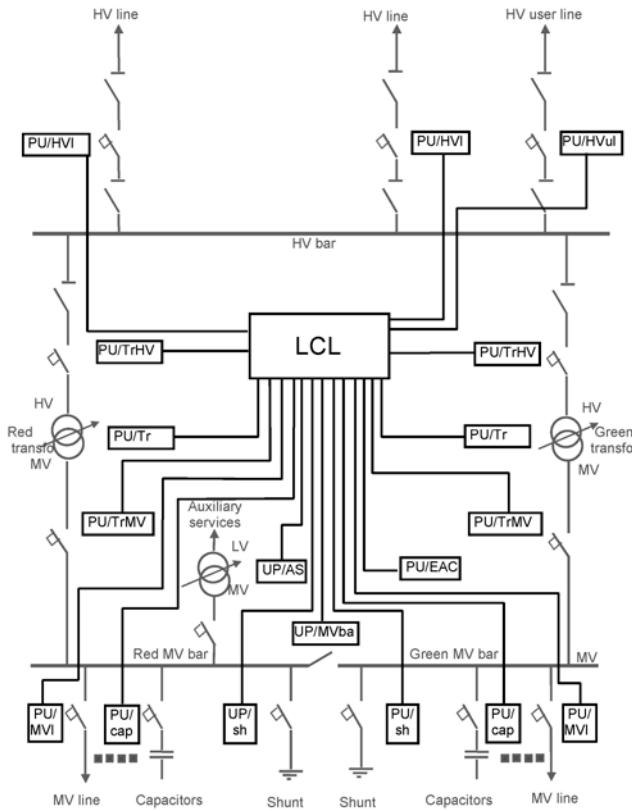 HV line
HV line
HV user line
PU/HVI
PU/HVI
PU/HVul
HV bar
LCL
PU/TrHV
PU/TrHV
HV
Red
transfo
MV
PU/Tr
PU/Tr
HV
Green
transfo
MV
PU/TrMV
Auxiliary
services
PU/TrMV
LV
MV
UP/AS
PU/EAC
UP/MVba
Red MV bar
Green MV bar
MV
PU/
MVI
PU/
cap
UP/
sh
PU/
sh
PU/
cap
PU/
MVI
MV line
Capacitors
Shunt
Shunt
Capacitors
MV line